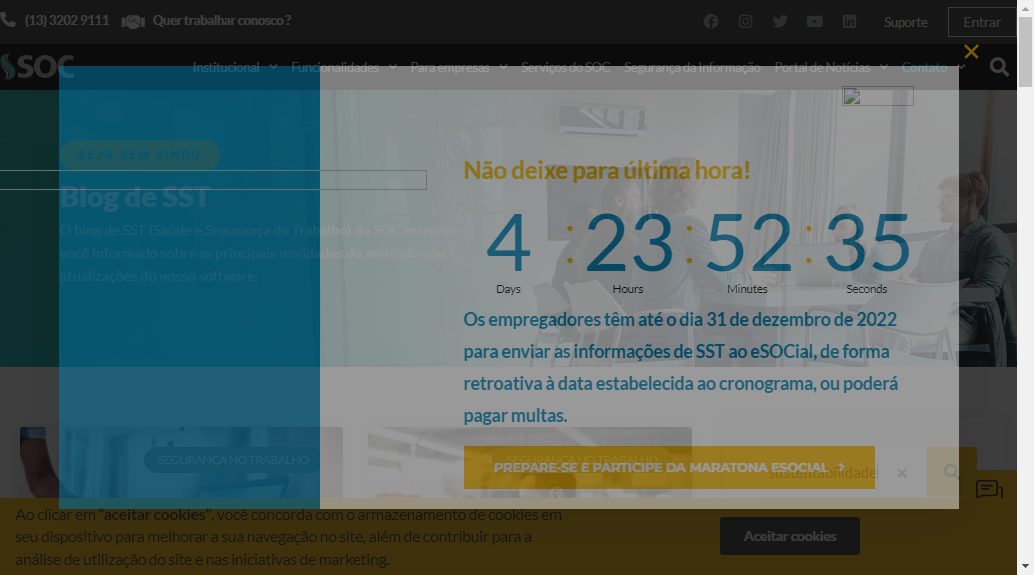 (13) 3202 9111 Quer trabalhar conosco ?
Suporte
Entrar
SOC
Institucional Funcionalidades Para empresas Serviços do SOC Segurança da Informação Portal de Notícias Contato
SEJA BEM VINDO
Blog de SST
O blog de SST (Saúde e Segurança do Trabalho) do SOC mantém
você informado sobre as principais novidades do mercado e as
atualizações do nosso software.
Não deixe para última hora!
4 : 23 : 52 : 35
Days Hours Minutes Seconds
Os empregadores têm até o dia 31 de dezembro de 2022
para enviar as informações de SST ao eSOCial, de forma
retroativa à data estabelecida ao cronograma, ou poderá
pagar multas.
SEGURANÇA NO TRABALHO
SEGURANÇA NO TRABALHO
PREPARE-SE E PARTICIPE DA MARATONA ESOCIAL
sustentabilidade
Ao clicar em "aceitar cookies", você concorda com o armazenamento de cookies em
seu dispositivo para melhorar a sua navegação no site, além de contribuir para a
análise de utilização do site e nas iniciativas de marketing.
Aceitar cookies